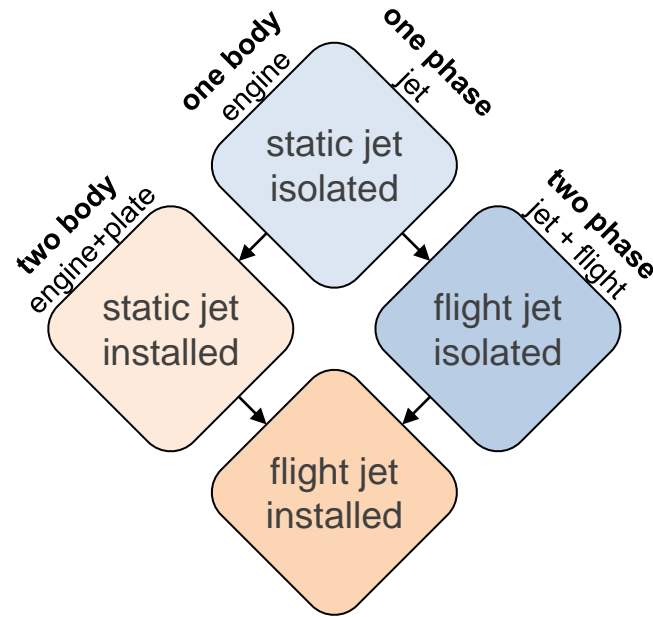 one body
engine
one phase
jet
static jet
isolated
two body
engine+plate
two phase
jet + flight
static jet
installed
flight jet
isolated
flight jet
installed